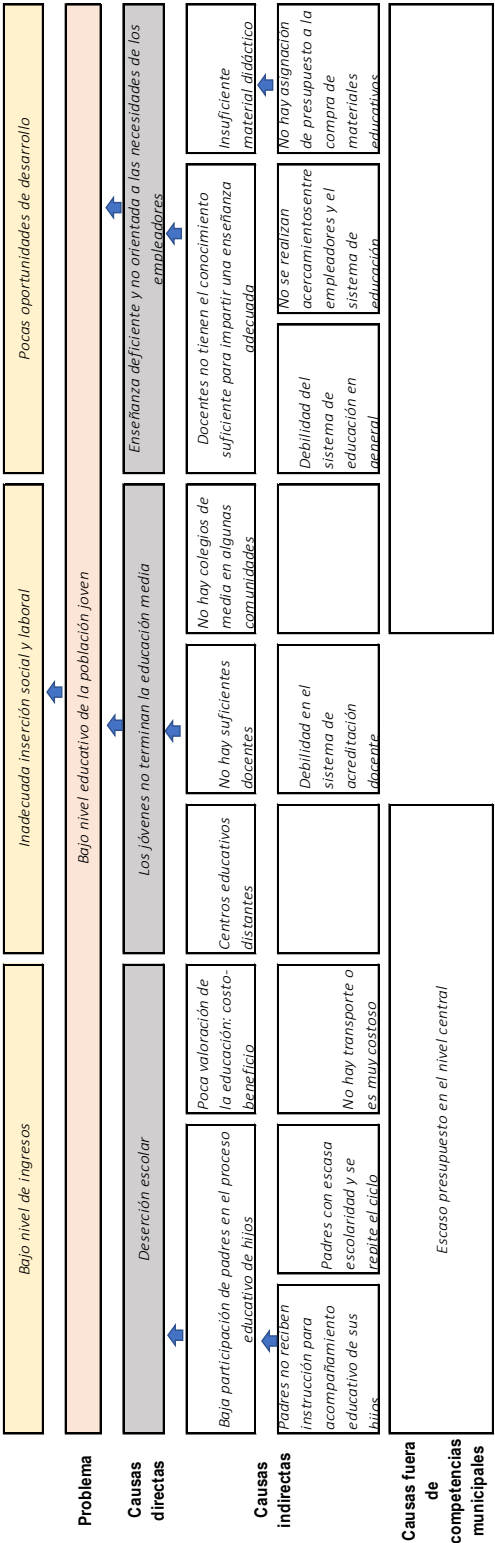 Bajo nivel de ingresos
Inadecuada inserción social y laboral
Pocas oportunidades de desarrollo
Problema
Bajo nivel educativo de la población joven
Causas
directas
Deserción escolar
Los jóvenes no terminan la educación media
Enseñanza deficiente y no orientada a las necesidades de los
empleadores
Causas
indirectas
Baja participación de padres en el proceso
educativo de hijos
Poca valoración de
la educación: costo-
beneficio
Centros educativos
distantes
No hay suficientes
docentes
No hay colegios de
media en algunas
comunidades
Docentes no tienen el conocimiento
suficiente para impartir una enseñanza
adecuada
Insuficiente
material didáctico
Padres no reciben
instrucción para
acompañamiento
educativo de sus
hijos
Padres con escasa
escolaridad y se
repite el ciclo
No hay transporte o
es muy costoso
Debilidad en el
sistema de
acreditación
docente
Debilidad del
sistema de
educación en
general
No se realizan
acercamientos entre
empleadores y el
sistema de
educación
No hay asignación
de presupuesto a la
compra de
materiales
educativos
Causas fuera
de
competencias
municipales
Escaso presupuesto en el nivel central